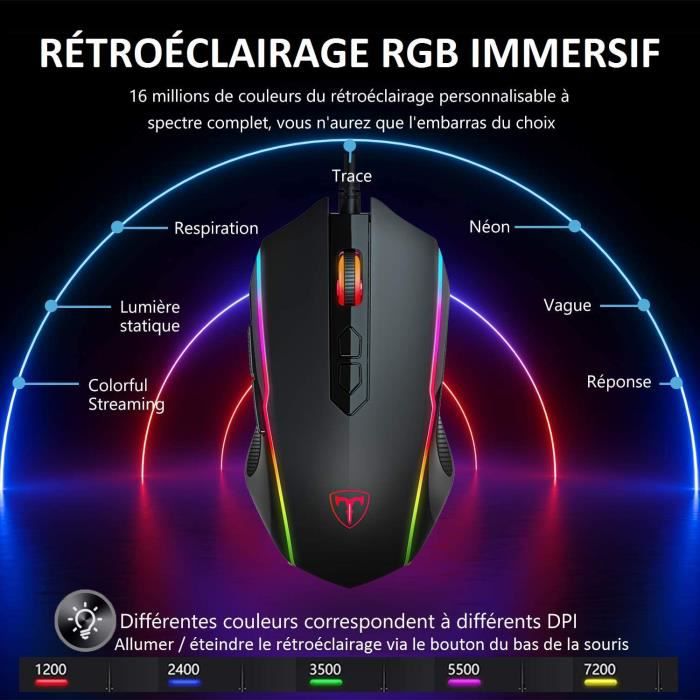 RÉTROÉCLAIRAGE RGB IMMERSIF
16 millions de couleurs du rétroéclairage personnalisable à
spectre complet, vous n'aurez que l'embarras du choix
Trace
Respiration
Néon
Lumière
statique
Vague
Colorful
Streaming
Réponse
Différentes couleurs correspondent à différents DPI
Allumer / éteindre le rétroéclairage via le bouton du bas de la souris
1200 2400 3500 5500 7200